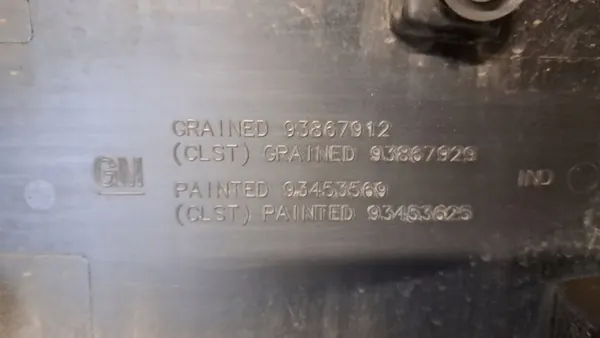 GRAINED 93867912
(CLST) GRAINED 93867929
GM
PAINTED 93453569
(CLST) PAINTED 93453625
IND